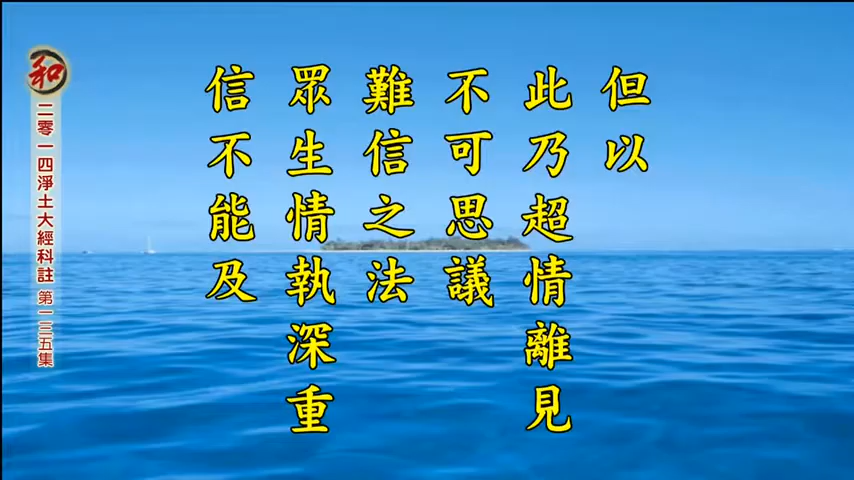 但以
此乃超情離見
不可思議
難信之法
眾生情執深重
信不能及
和
二零一四淨土大經科註 第一三五集